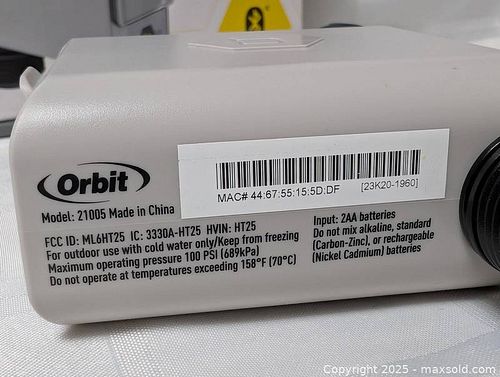 Orbit
Model: 21005 Made in China
MAC# 44:67:55:15:5D:DF
[23K20-1960]
FCC ID: ML6HT25 IC: 3330A-HT25 HVIN: HT25
For outdoor use with cold water only/Keep from freezing
Maximum operating pressure 100 PSI (689kPa)
Do not operate at temperatures exceeding 158°F (70°C)
Input: 2AA batteries
Do not mix alkaline, standard
(Carbon-Zinc), or rechargeable
(Nickel Cadmium) batteries
Copyright © 2025 - maxsold.com